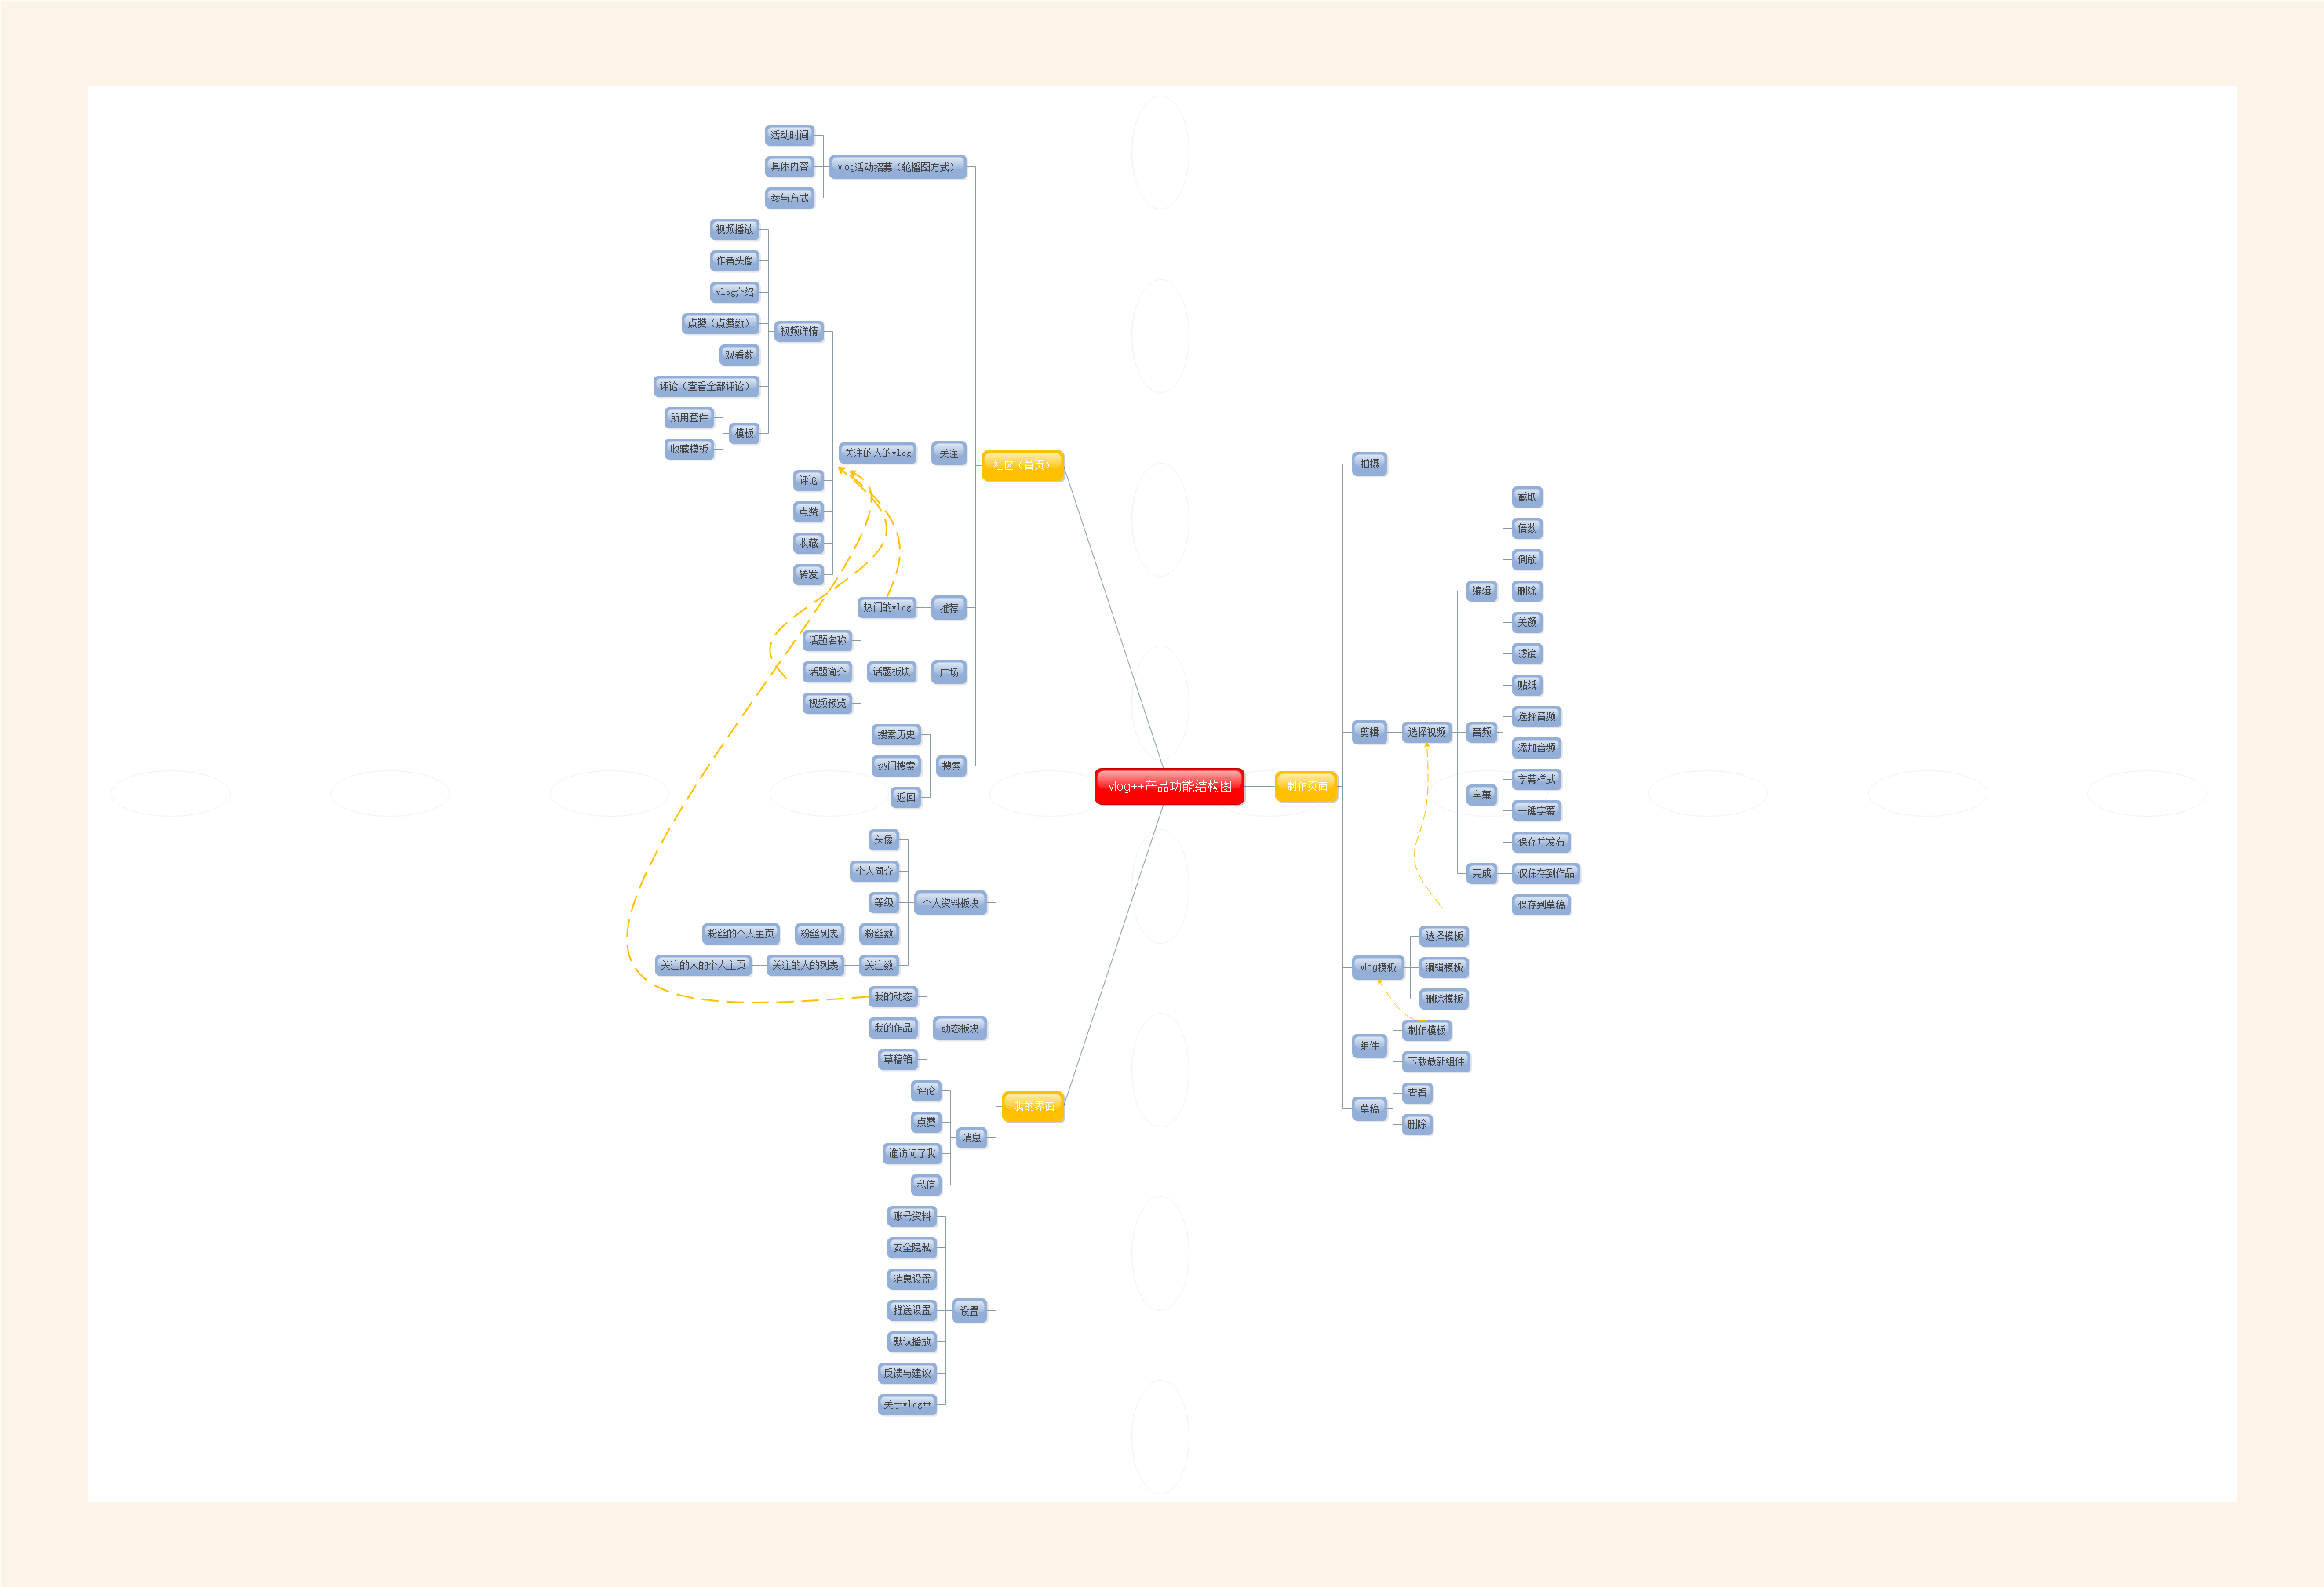 vlog++产品功能结构图
社区（首页）
vlog活动招募（轮播图方式）
活动时间
具体内容
参与方式
关注
关注的人的vlog
视频详情
视频播放
作者头像
vlog介绍
点赞（点赞数）
观看数
评论（查看全部评论）
模板
所用套件
收藏模板
评论
点赞
收藏
转发
推荐
热门的vlog
广场
话题板块
话题名称
话题简介
视频预览
搜索
搜索历史
热门搜索
返回
我的界面
个人资料板块
头像
个人简介
等级
粉丝数
粉丝列表
粉丝的个人主页
关注数
关注的人的列表
关注的人的个人主页
动态板块
我的动态
我的作品
草稿箱
消息
评论
点赞
谁访问了我
私信
设置
账号资料
安全隐私
消息设置
推送设置
默认播放
反馈与建议
关于vlog++
制作页面
拍摄
剪辑
选择视频
编辑
截取
倍数
倒放
删除
美颜
滤镜
贴纸
音频
选择音频
添加音频
字幕
字幕样式
一键字幕
完成
保存并发布
仅保存到作品
保存到草稿
vlog模板
选择模板
编辑模板
删除模板
组件
制作模板
下载最新组件
草稿
查看
删除